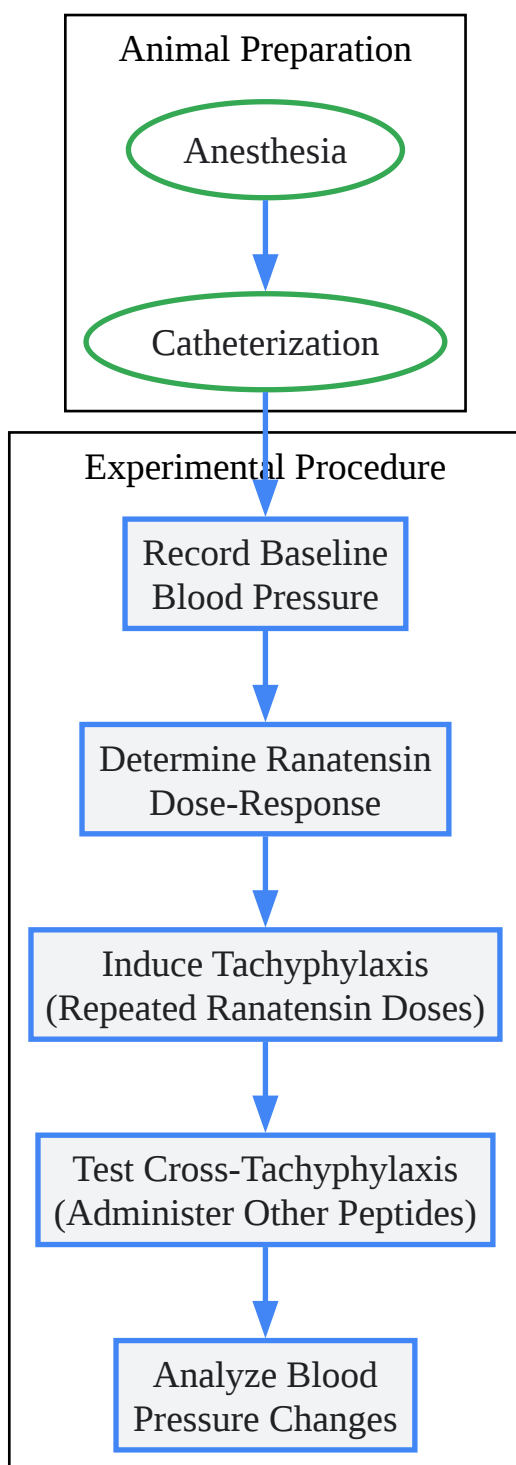 Animal Preparation
Anesthesia
Catheterization
Experimental Procedure
Record Baseline
Blood Pressure
Determine Ranatensin
Dose-Response
Induce Tachyphylaxis
(Repeated Ranatensin Doses)
Test Cross-Tachyphylaxis
(Administer Other Peptides)
Analyze Blood
Pressure Changes